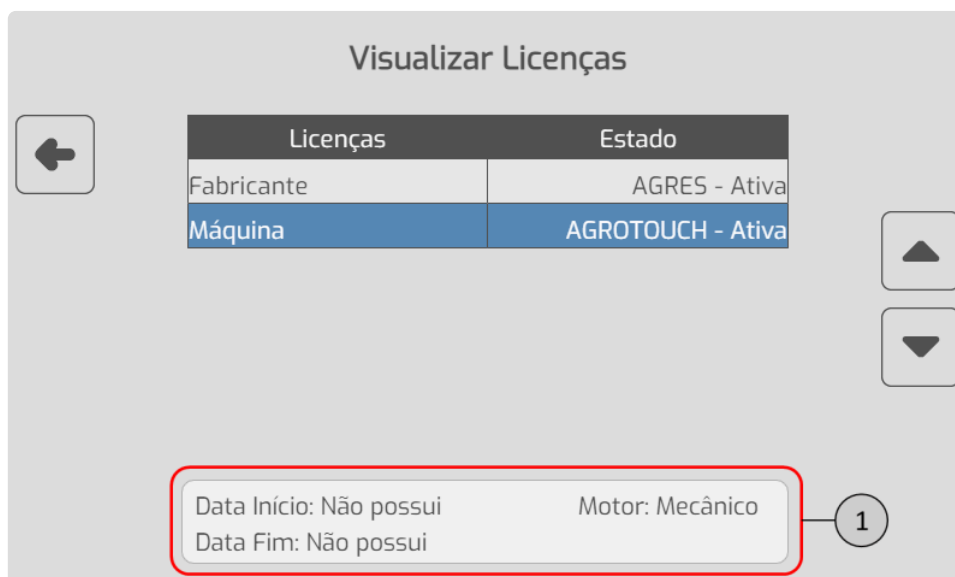 Visualizar Licenças
Licenças Estado
Fabricante AGRES - Ativa
Máquina AGROTOUCH - Ativa
Data Início: Não possui Motor: Mecânico
Data Fim: Não possui
1